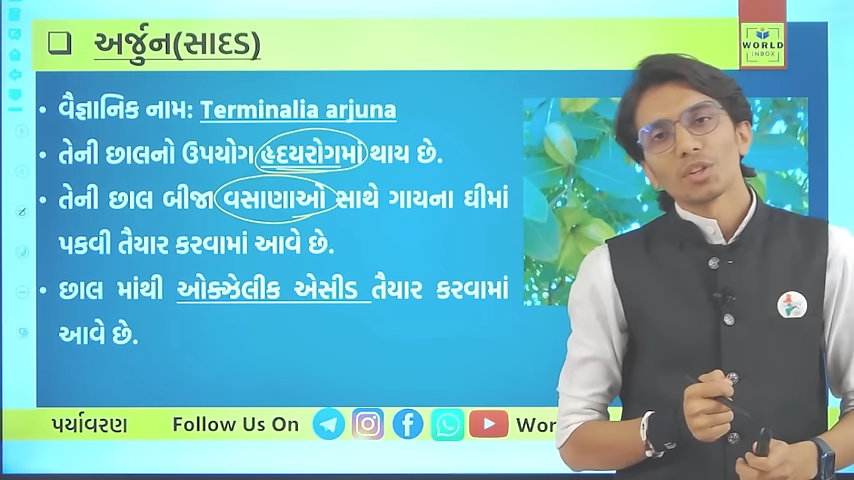 અર્જુન(સાદડ)
WORLD
INBOX
• વૈજ્ઞાનિક નામ: Terminalia arjuna
• તેની છાલનો ઉપયોગ હૃદયરોગમાં થાય છે.
• તેની છાલ બીજા વસાણાઓ સાથે ગાયના ઘીમાં
પકવી તૈયાર કરવામાં આવે છે.
• છાલ માંથી ઓક્ઝેલીક એસીડ તૈયાર કરવામાં
આવે છે.
પર્યાવરણ Follow Us On Wor